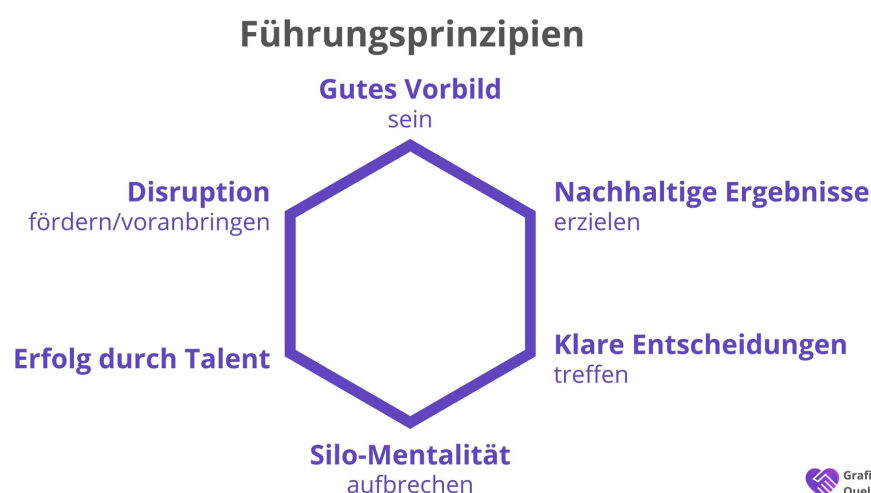 Führungsprinzipien
Gutes Vorbild
sein
Disruption
fördern/voranbringen
Nachhaltige Ergebnisse
erzielen
Erfolg durch Talent
Klare Entscheidungen
treffen
Silo-Mentalität
aufbrechen